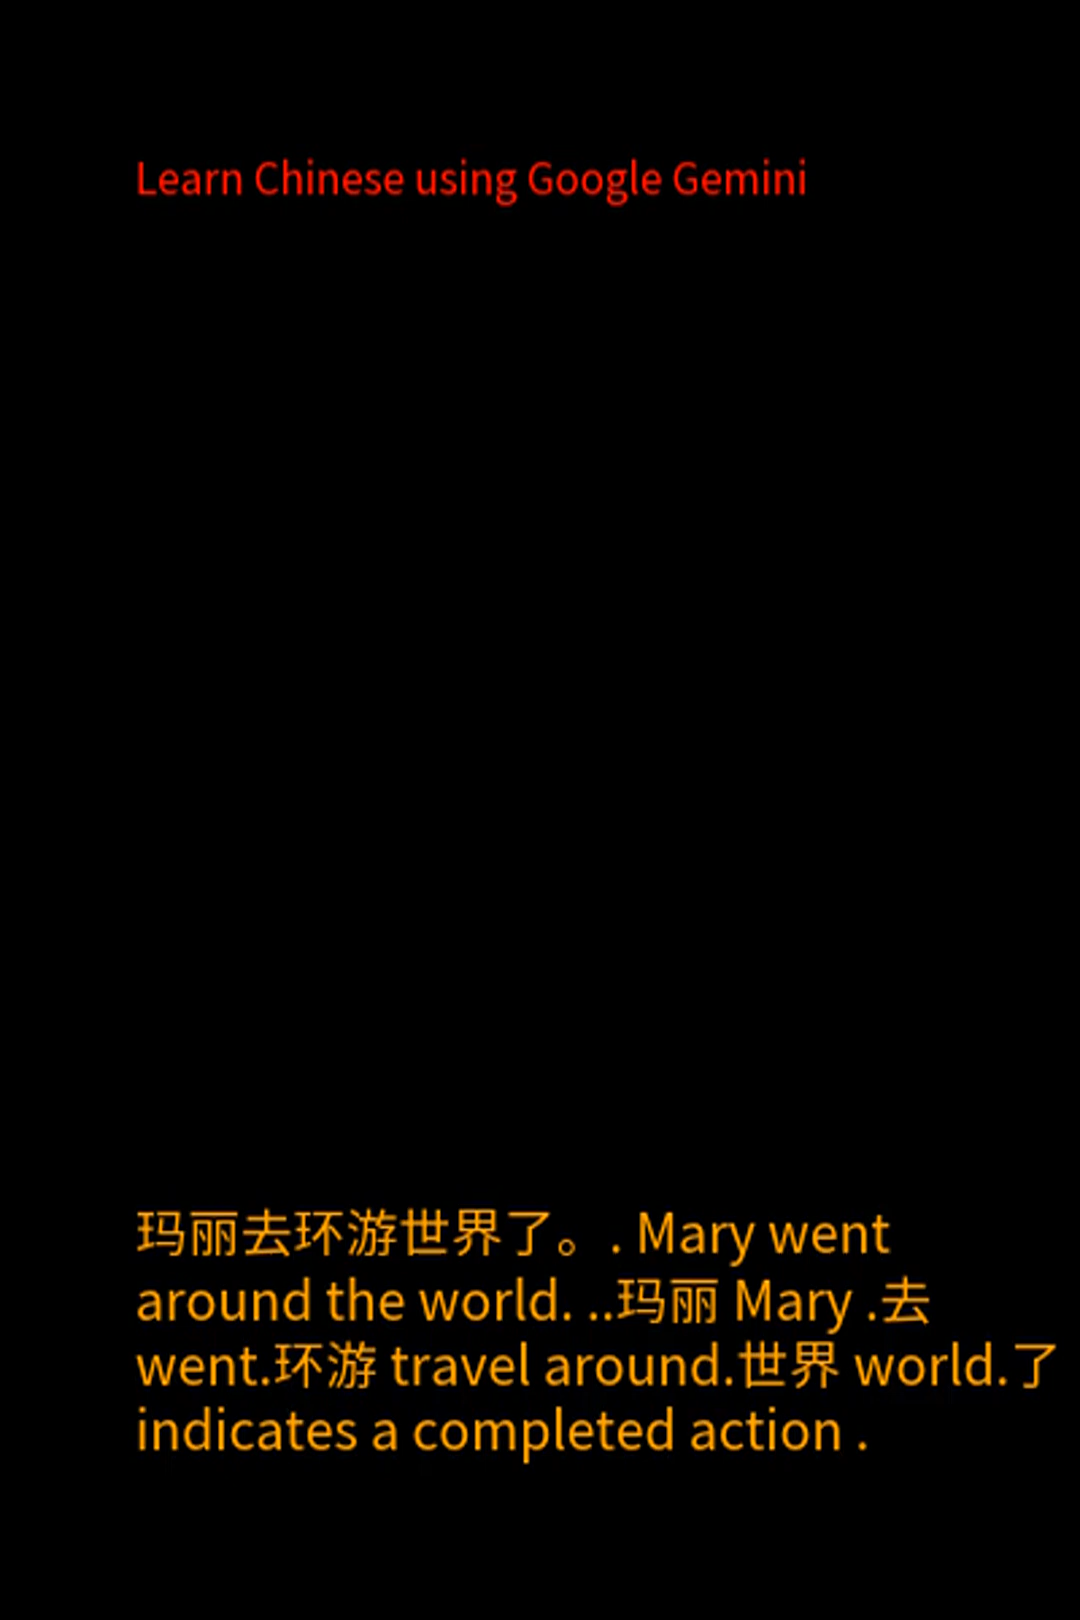 Learn Chinese using Google Gemini
玛丽去环游世界了。. Mary went
around the world. ..玛丽 Mary .去
went.环游 travel around.世界 world.了
indicates a completed action .